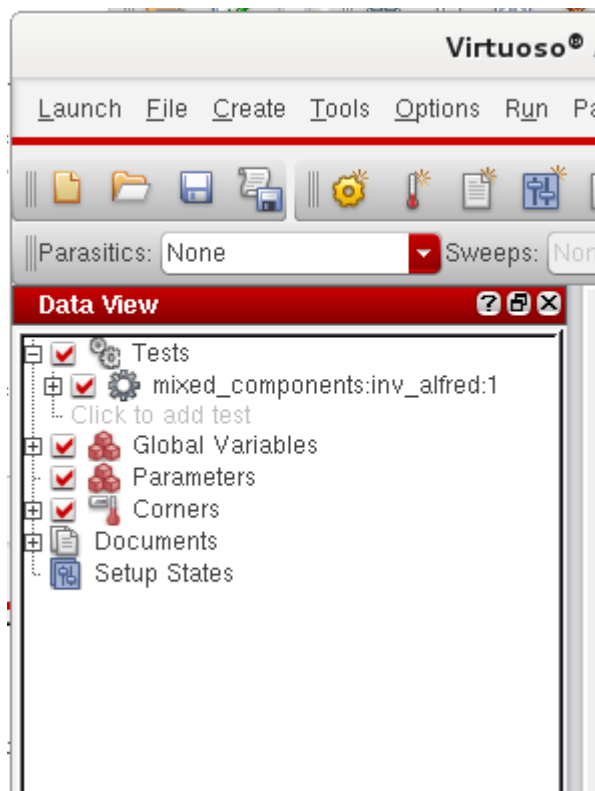 Virtuoso®
Launch File Create Tools Options Run
Parasitics: None Sweeps:
Data View
Tests
mixed_components:inv_alfred:1
Click to add test
Global Variables
Parameters
Corners
Documents
Setup States